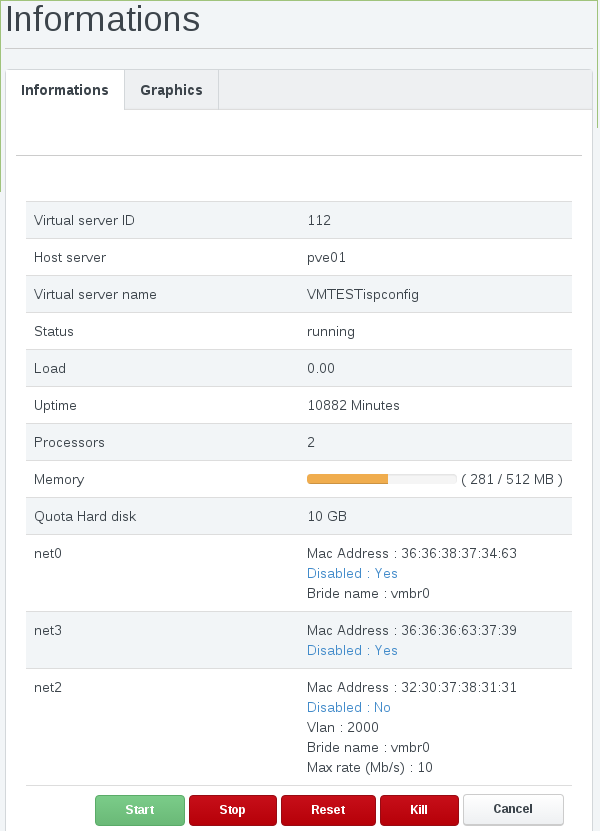 Informations
Informations Graphics
Virtual server ID 112
Host server pve01
Virtual server name VMTESTispconfig
Status running
Load 0.00
Uptime 10882 Minutes
Processors 2
Memory ( 281 / 512 MB )
Quota Hard disk 10 GB
net0 Mac Address : 36:36:38:37:34:63
Disabled : Yes
Bride name : vmbr0
net3 Mac Address : 36:36:36:63:37:39
Disabled : Yes
net2 Mac Address : 32:30:37:38:31:31
Disabled : No
Vlan : 2000
Bride name : vmbr0
Max rate (Mb/s) : 10
Start Stop Reset Kill Cancel